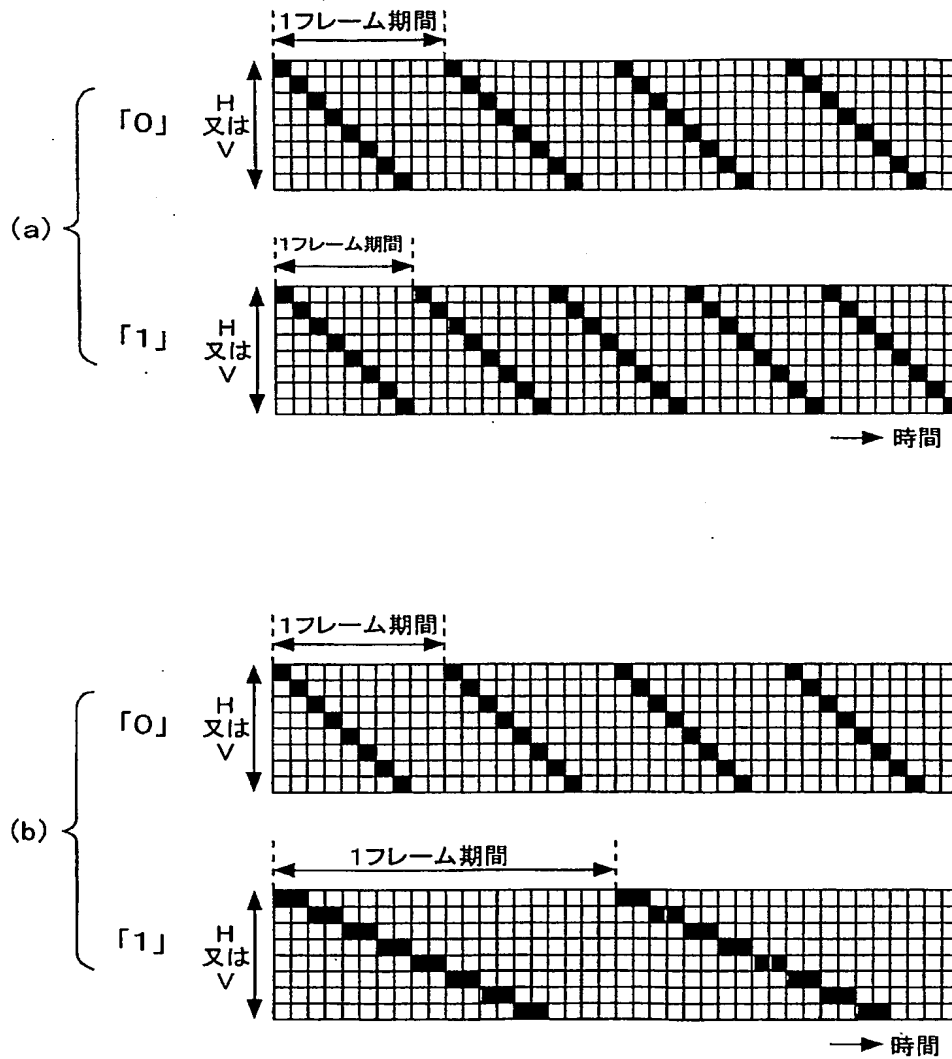 1フレーム期間
(a)
「0」
H
又は
V
1フレーム期間
「1」
H
又は
V
時間
1フレーム期間
(b)
「0」
H
又は
V
1フレーム期間
「1」
H
又は
V
時間